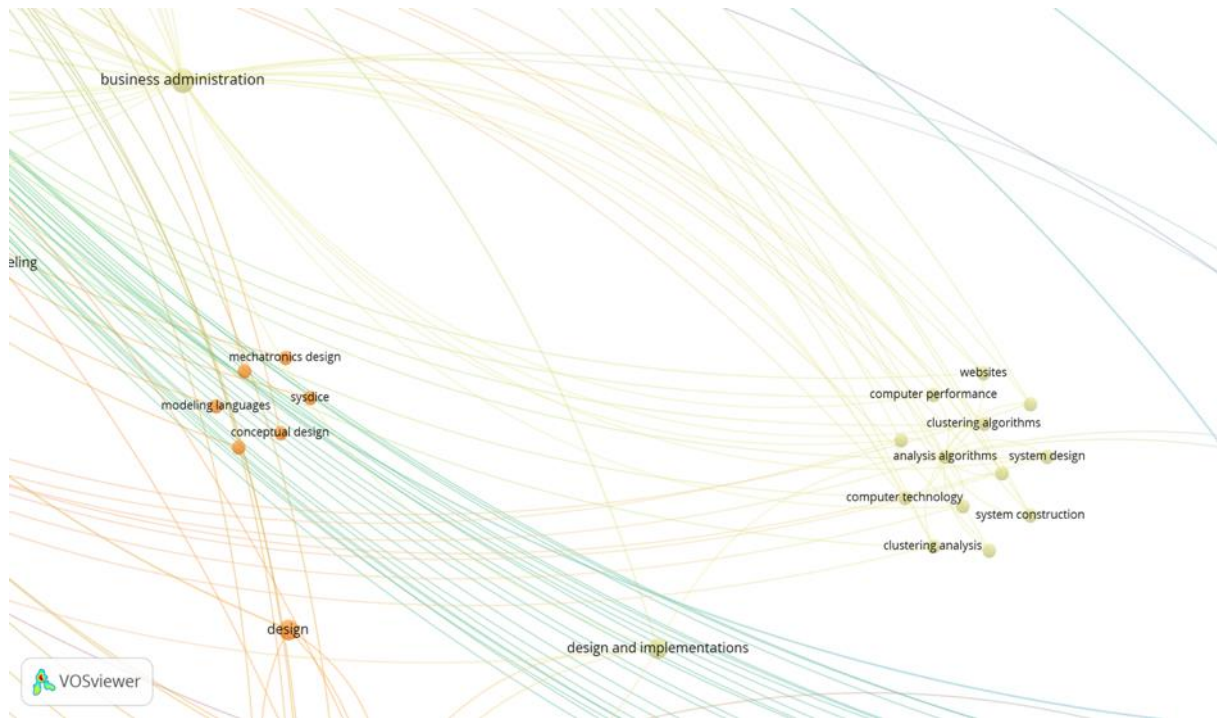 business administration
eling
mechatronics design
modeling languages
sysdice
conceptual design
websites
computer performance
clustering algorithms
analysis algorithms
system design
computer technology
system construction
clustering analysis
design
design and implementations
VOSviewer